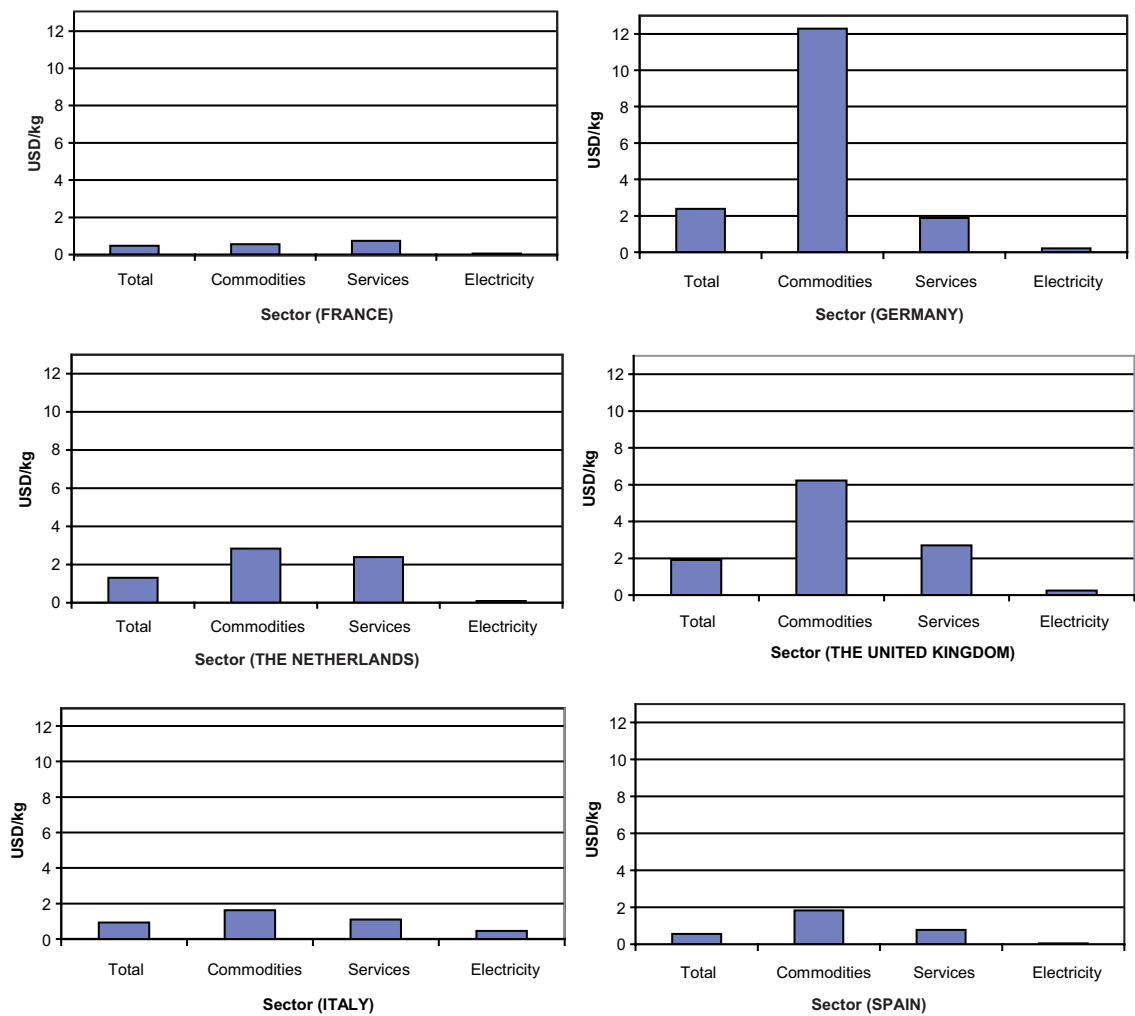 12
10
8
6
4
2
0
USD/kg
Total Commodities Services Electricity
Sector (FRANCE)
12
10
8
6
4
2
0
USD/kg
Total Commodities Services Electricity
Sector (GERMANY)
12
10
8
6
4
2
0
USD/kg
Total Commodities Services Electricity
Sector (THE NETHERLANDS)
12
10
8
6
4
2
0
USD/kg
Total Commodities Services Electricity
Sector (THE UNITED KINGDOM)
12
10
8
6
4
2
0
USD/kg
Total Commodities Services Electricity
Sector (ITALY)
12
10
8
6
4
2
0
USD/kg
Total Commodities Services Electricity
Sector (SPAIN)